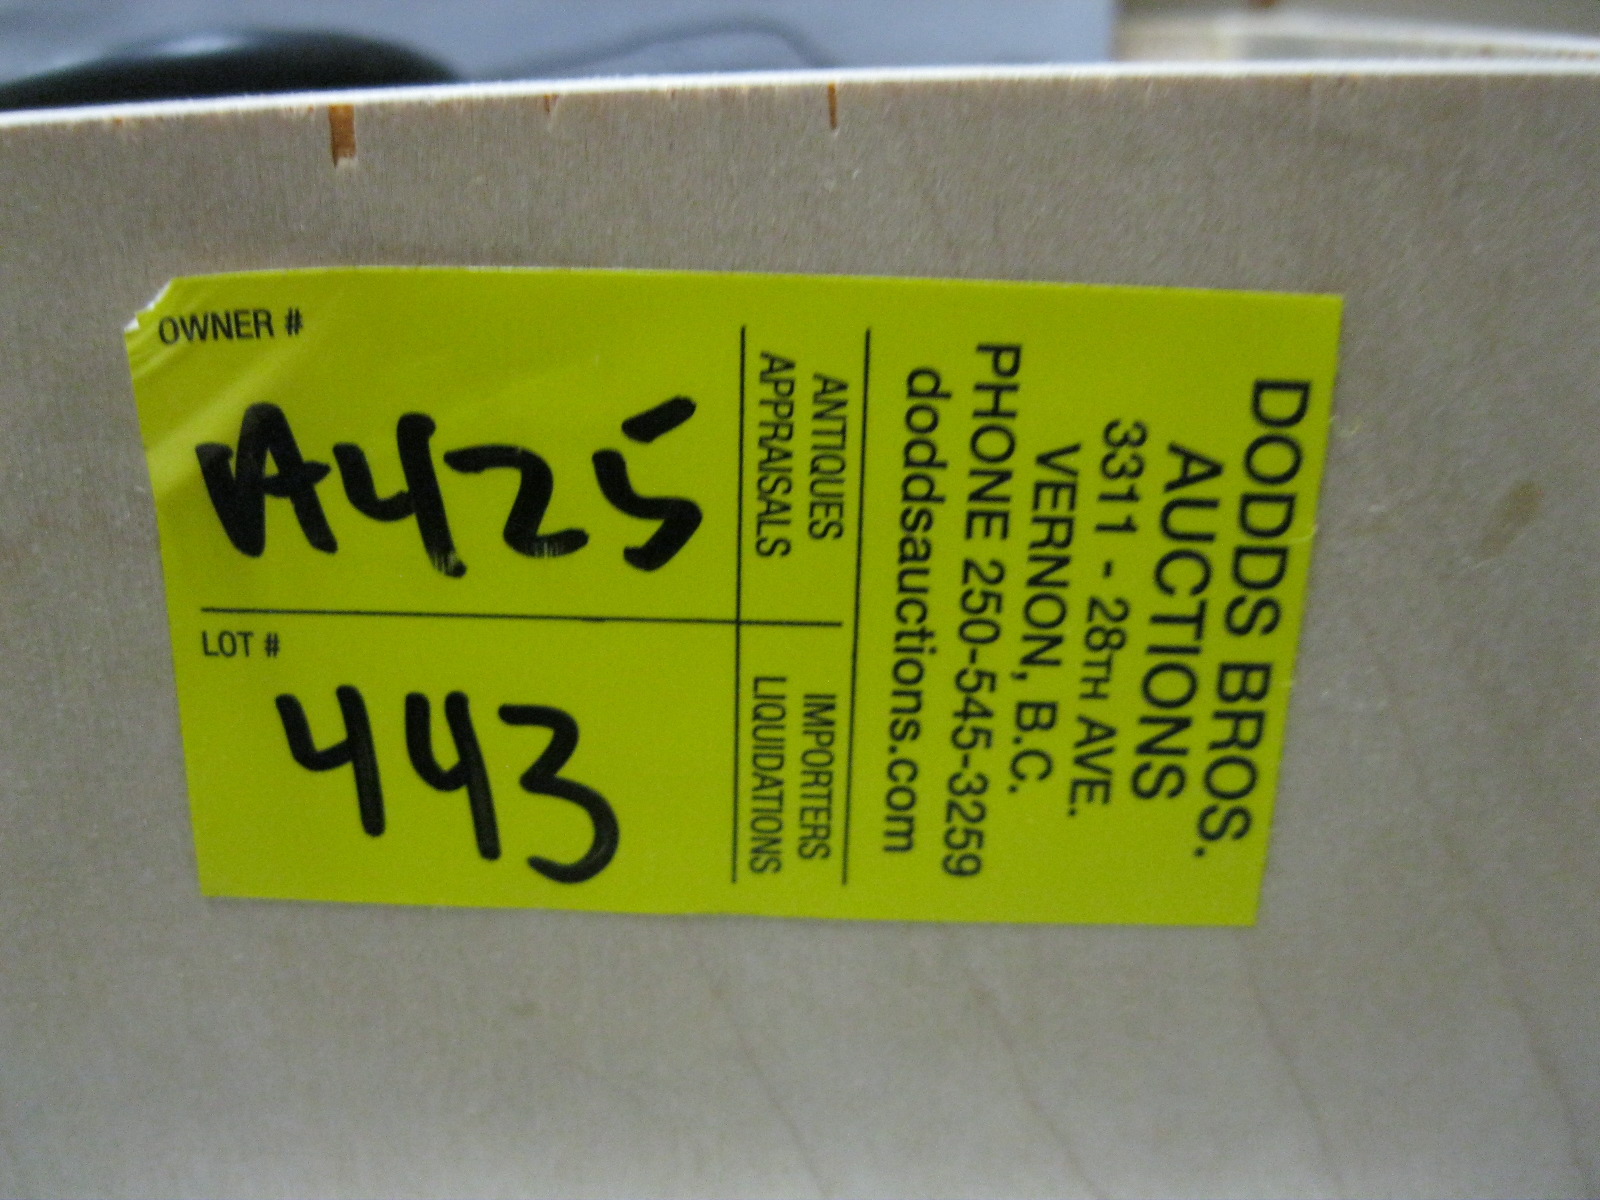 OWNER #
A425
LOT #
443
ANTIQUES
APPRAISALS
IMPORTERS
LIQUIDATIONS
DODDS BROS.
AUCTIONS
3311 - 28TH AVE.
VERNON, B.C.
PHONE 250-545-3259
doddsauctions.com